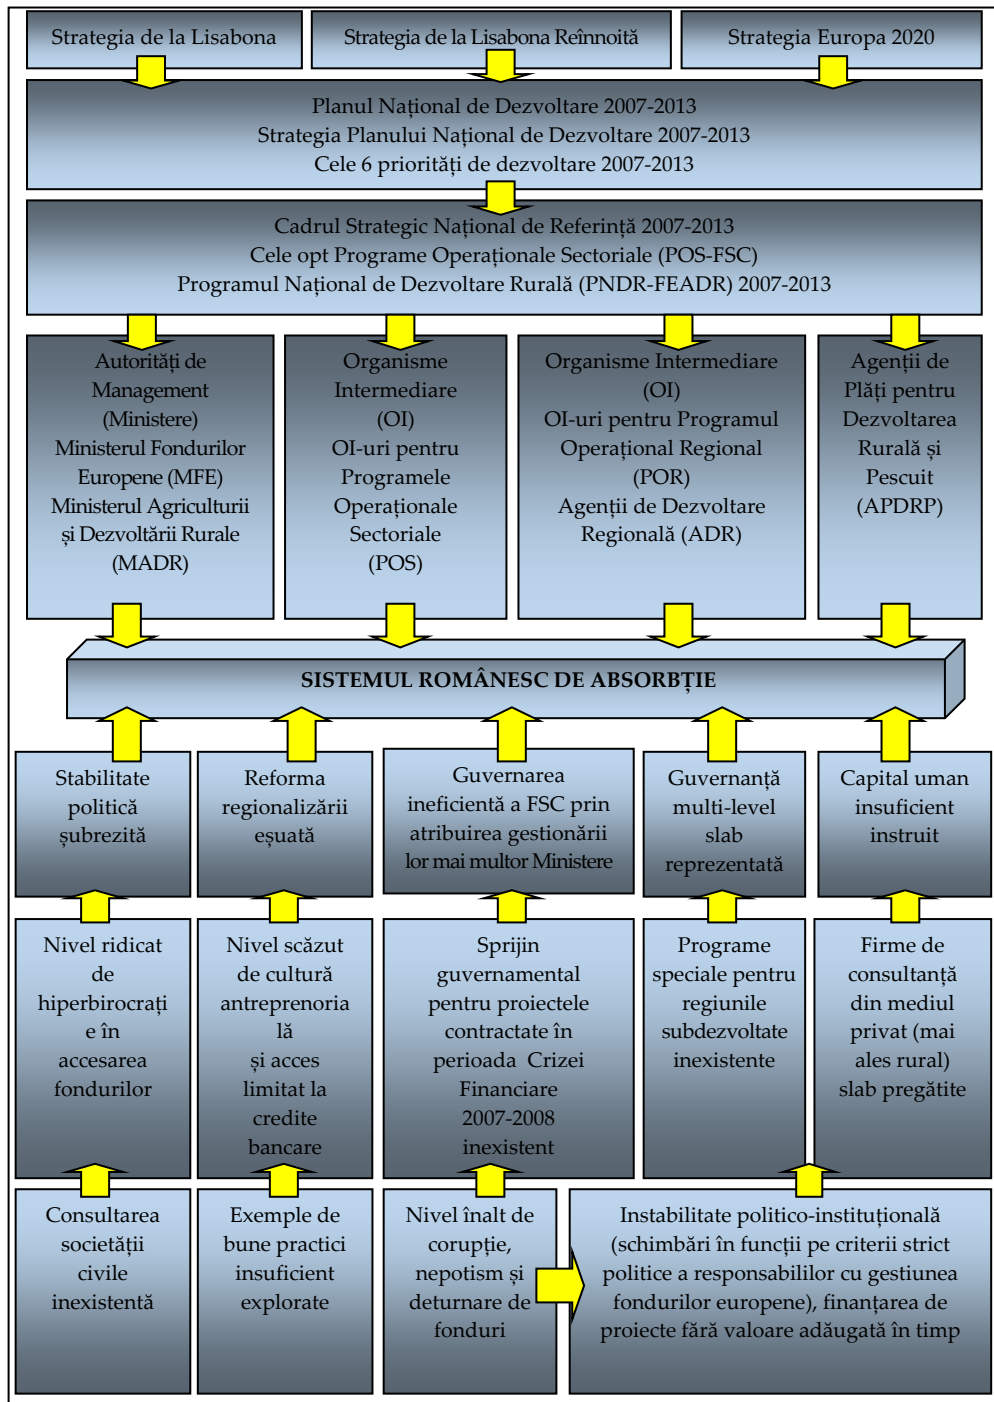 Strategia de la Lisabona
Strategia de la Lisabona Reînnoită
Strategia Europa 2020
Planul Național de Dezvoltare 2007-2013
Strategia Planului Național de Dezvoltare 2007-2013
Cele 6 priorități de dezvoltare 2007-2013
Cadrul Strategic Național de Referință 2007-2013
Cele opt Programe Operaționale Sectoriale (POS-FSC)
Programul Național de Dezvoltare Rurală (PNDR-FEADR) 2007-2013
Autorități de
Management
(Ministere)
Ministerul Fondurilor
Europene (MFE)
Ministerul Agriculturii
și Dezvoltării Rurale
(MADR)
Organisme
Intermediare
(OI)
OI-uri pentru
Programele
Operaționale
Sectoriale
(POS)
Organisme Intermediare
(OI)
OI-uri pentru Programul
Operațional Regional
(POR)
Agenții de Dezvoltare
Regională (ADR)
Agenții de
Plăți pentru
Dezvoltarea
Rurală și
Pescuit
(APDRP)
SISTEMUL ROMÂNESC DE ABSORBȚIE
Stabilitate
politică
șubrezită
Reforma
regionalizării
eșuată
Guvernarea
ineficientă a FSC prin
atribuirea gestionării
lor mai multor Ministere
Guvernanță
multi-level
slab
reprezentată
Capital uman
insuficient
instruit
Nivel ridicat
de
hiperbirocrați
e în
accesarea
fondurilor
Nivel scăzut
de cultură
antreprenoria
lă
și acces
limitat la
credite
bancare
Sprijin
guvernamental
pentru proiectele
contractate în
perioada Crizei
Financiare
2007-2008
inexistent
Programe
speciale pentru
regiunile
subdezvoltate
inexistente
Firme de
consultanță
din mediul
privat (mai
ales rural)
slab pregătite
Consultarea
societății
civile
inexistentă
Exemple de
bune practici
insuficient
explorate
Nivel înalt de
corupție,
nepotism și
deturnare de
fonduri
Instabilitate politico-instituțională
(schimbări în funcții pe criterii strict
politice a responsabililor cu gestiunea
fondurilor europene), finanțarea de
proiecte fără valoare adăugată în timp